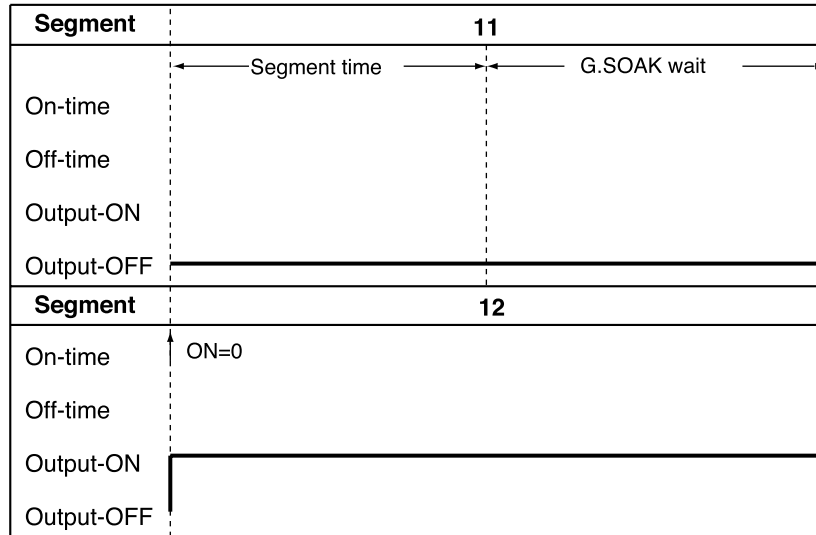 Segment 11
Segment time G.SOAK wait
On-time
Off-time
Output-ON
Output-OFF
Segment 12
On-time ON=0
Off-time
Output-ON
Output-OFF